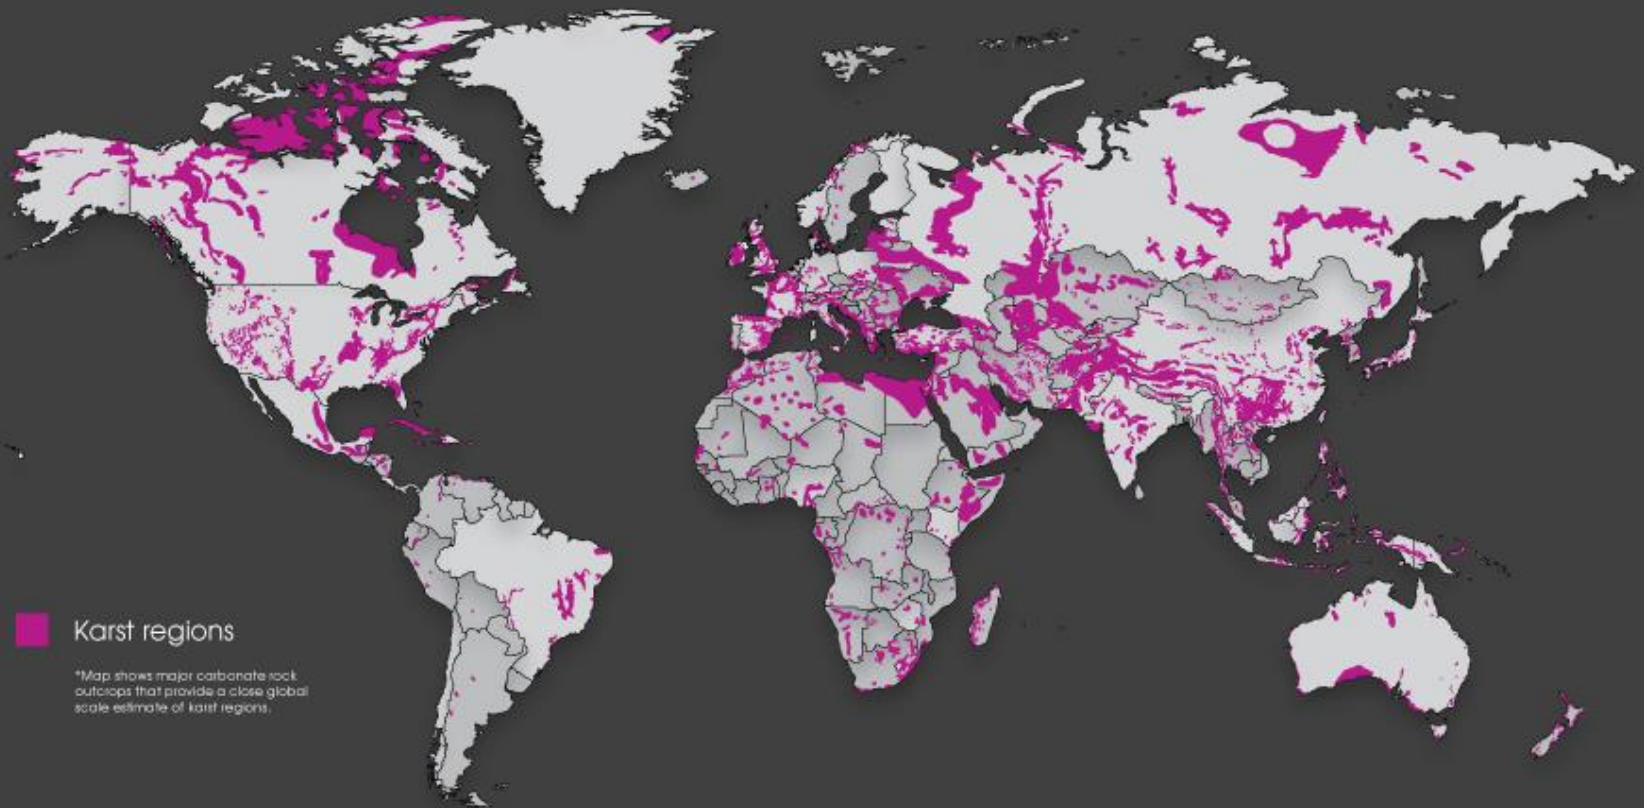 Karst regions
*Map shows major carbonate rock
outcrops that provide a close global
scale estimate of karst regions.